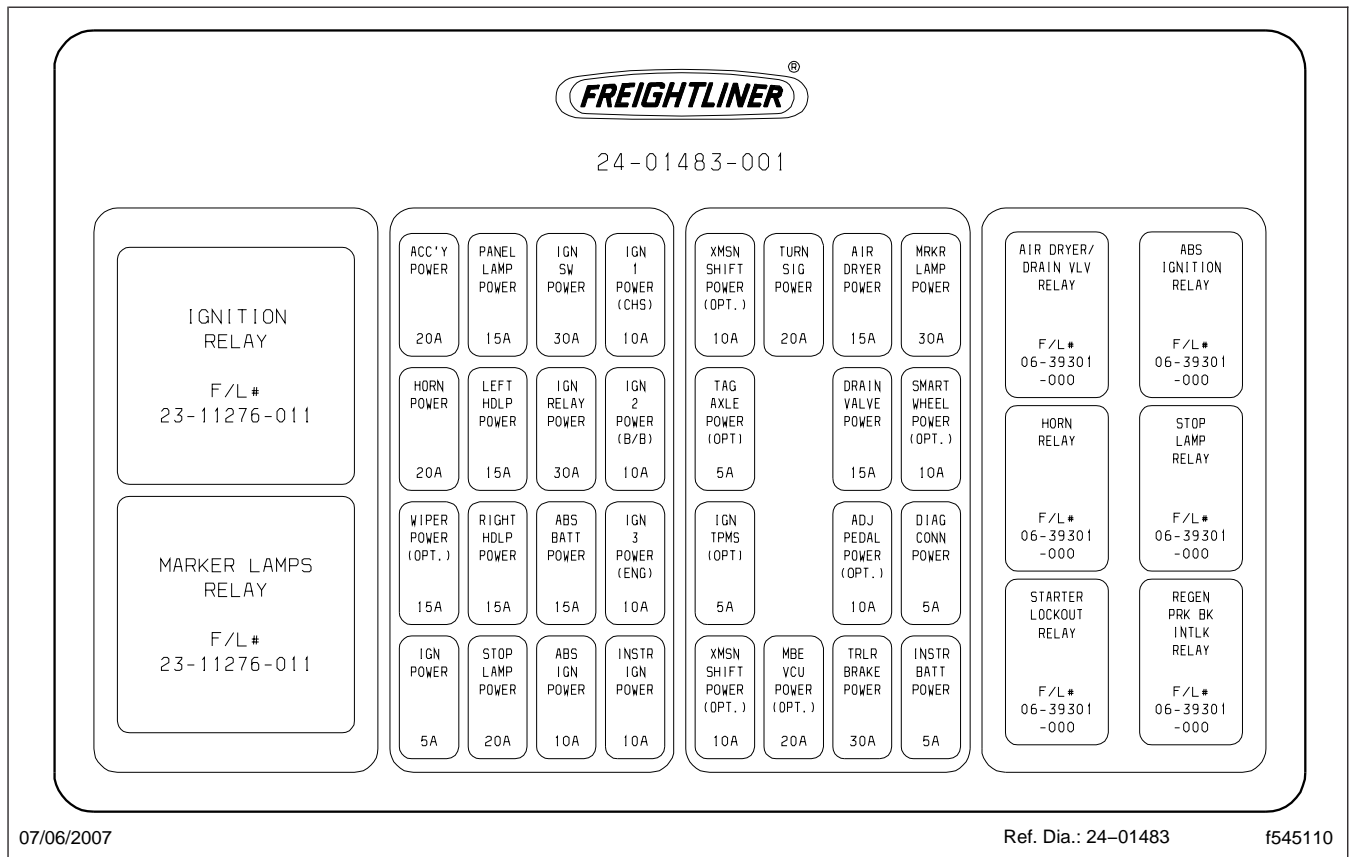 ®
FREIGHTLINER
24-01483-001
IGNITION
RELAY
F/L#
23-11276-011
MARKER LAMPS
RELAY
F/L#
23-11276-011
ACC'Y
POWER
20A
PANEL
LAMP
POWER
15A
IGN
SW
POWER
30A
IGN
1
POWER
(CHS)
10A
HORN
POWER
20A
LEFT
HDLP
POWER
15A
IGN
RELAY
POWER
30A
IGN
2
POWER
(B/B)
10A
WIPER
POWER
(OPT.)
15A
RIGHT
HDLP
POWER
15A
ABS
BATT
POWER
15A
IGN
3
POWER
(ENG)
10A
IGN
POWER
5A
STOP
LAMP
POWER
20A
ABS
IGN
POWER
10A
INSTR
IGN
POWER
10A
XMSN
SHIFT
POWER
(OPT.)
10A
TURN
SIG
POWER
20A
AIR
DRYER
POWER
15A
MRKR
LAMP
POWER
30A
TAG
AXLE
POWER
(OPT)
5A
DRAIN
VALVE
POWER
15A
SMART
WHEEL
POWER
(OPT.)
10A
IGN
TPMS
(OPT)
5A
ADJ
PEDAL
POWER
(OPT.)
10A
DIAG
CONN
POWER
5A
XMSN
SHIFT
POWER
(OPT.)
10A
MBE
VCU
POWER
(OPT.)
20A
TRLR
BRAKE
POWER
30A
INSTR
BATT
POWER
5A
AIR DRYER/
DRAIN VLV
RELAY
F/L#
06-39301
-000
ABS
IGNITION
RELAY
F/L#
06-39301
-000
HORN
RELAY
F/L#
06-39301
-000
STOP
LAMP
RELAY
F/L#
06-39301
-000
STARTER
LOCKOUT
RELAY
F/L#
06-39301
-000
REGEN
PRK BK
INTLK
RELAY
F/L#
06-39301
-000
07/06/2007
Ref. Dia.: 24–01483
f545110